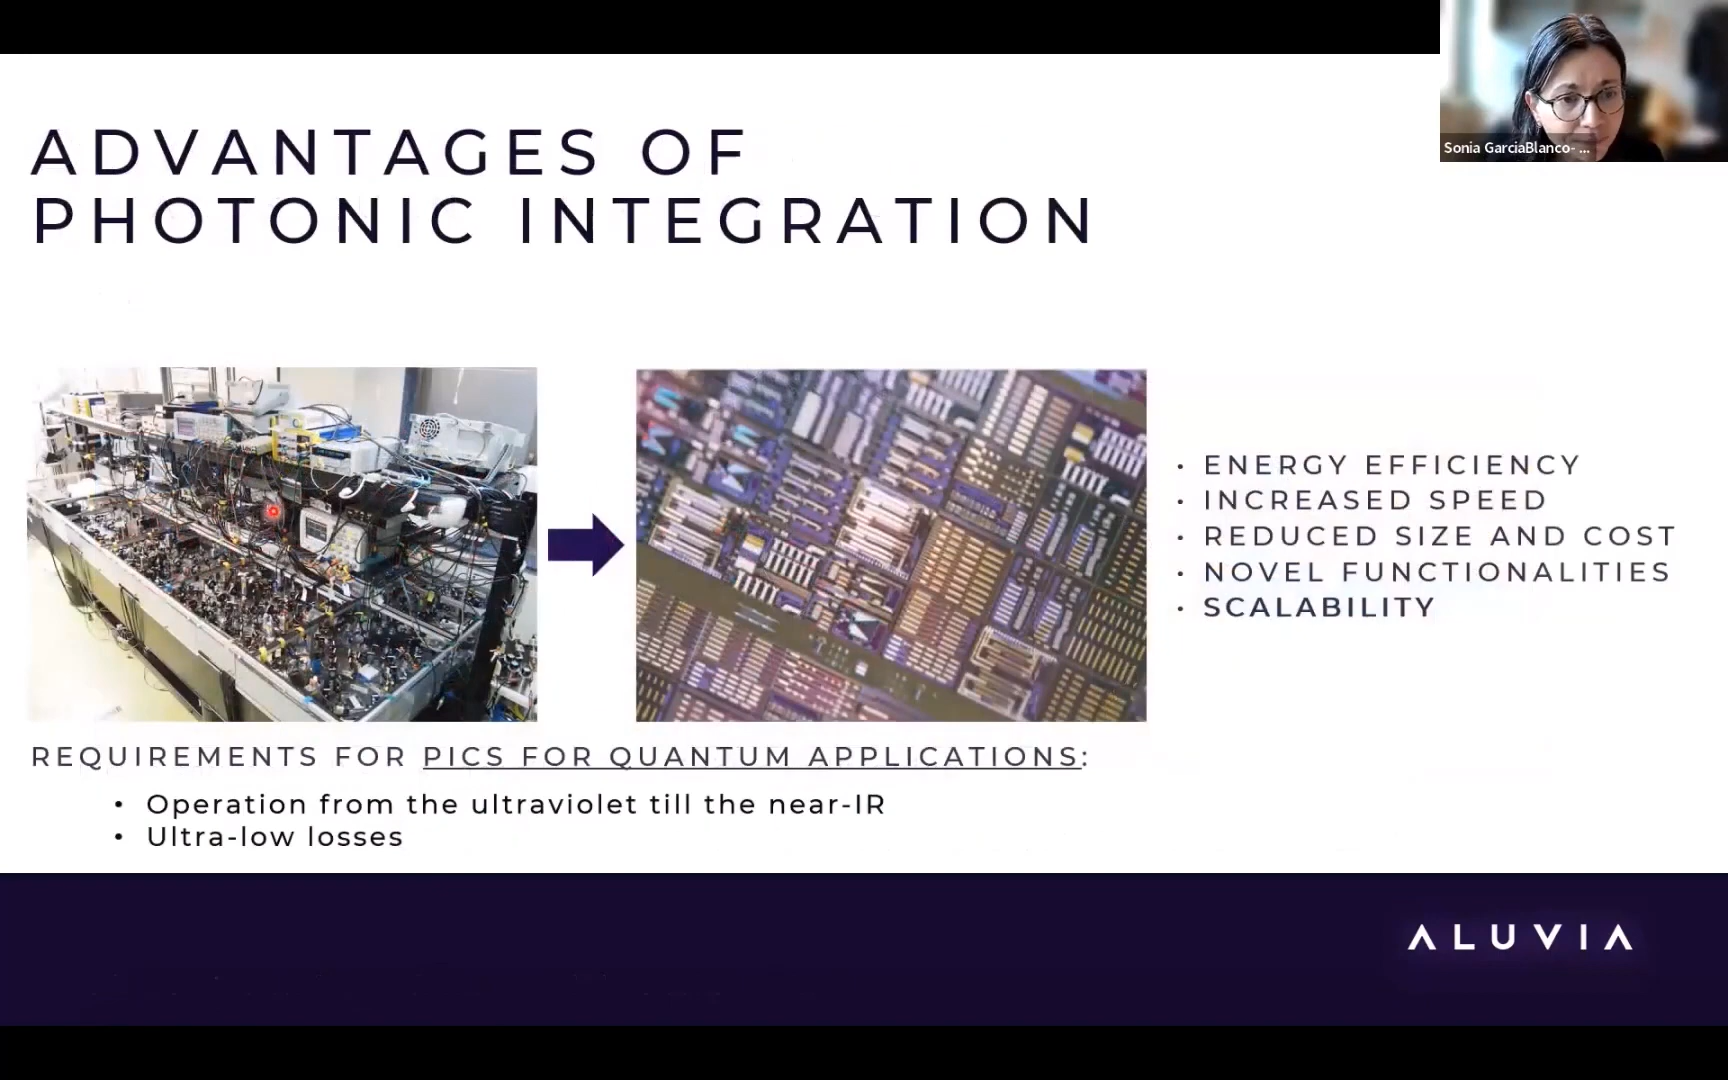 Sonia GarciaBlanco- ...
ADVANTAGES OF
PHOTONIC INTEGRATION
• ENERGY EFFICIENCY
• INCREASED SPEED
• REDUCED SIZE AND COST
• NOVEL FUNCTIONALITIES
• SCALABILITY
REQUIREMENTS FOR PICS FOR QUANTUM APPLICATIONS:
• Operation from the ultraviolet till the near-IR
• Ultra-low losses
ALUVIA